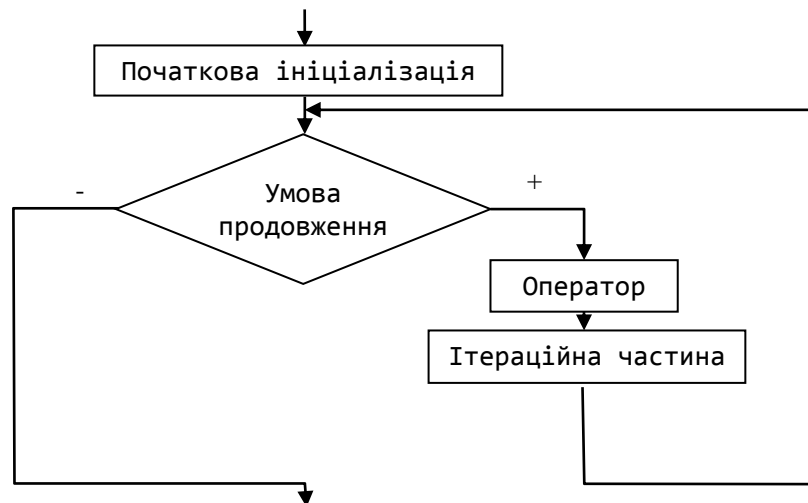 Початкова ініціалізація
-
+
Умова
продовження
Оператор
Ітераційна частина